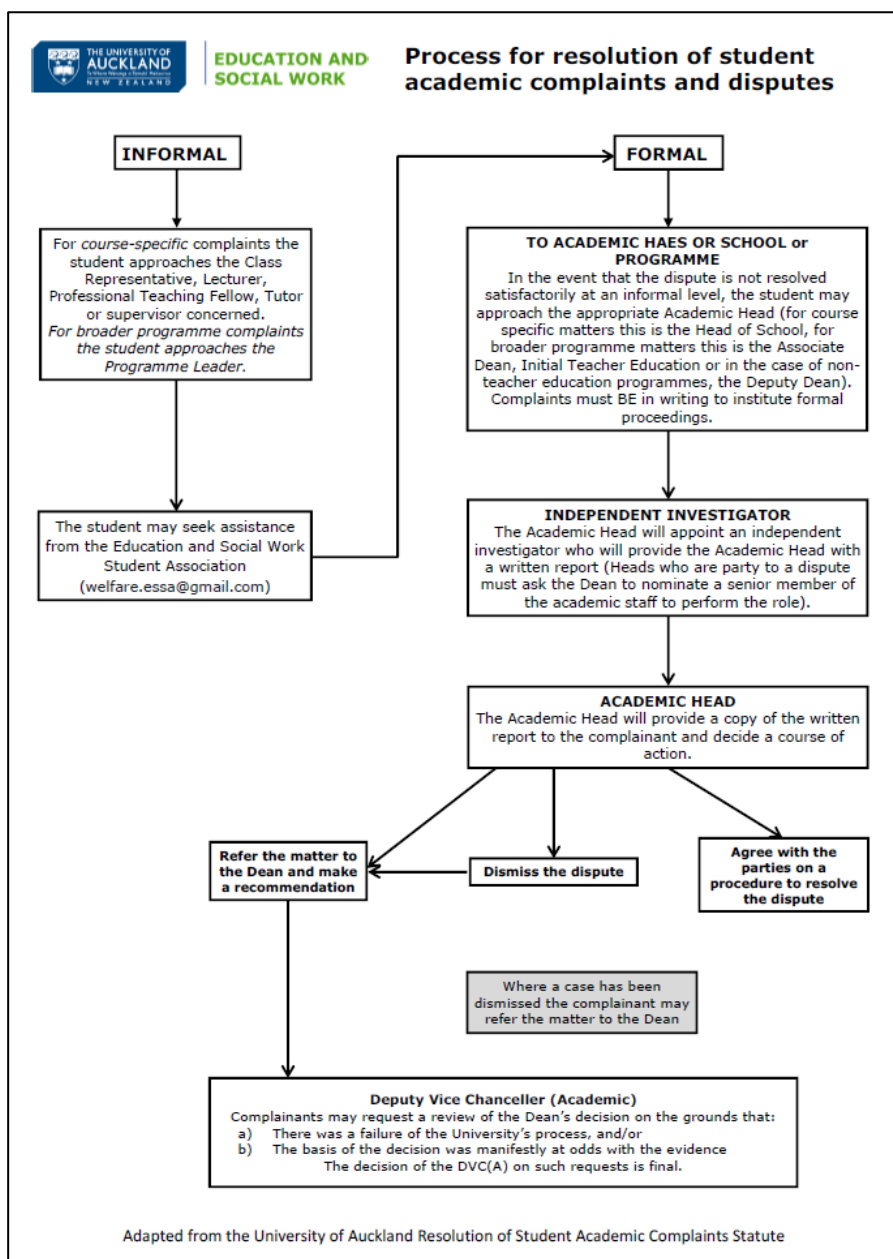 THE UNIVERSITY OF
AUCKLAND
Te Whare Wānanga o Tāmaki Makaurau
NEW ZEALAND
EDUCATION AND
SOCIAL WORK
Process for resolution of student
academic complaints and disputes
INFORMAL
For course-specific complaints the
student approaches the Class
Representative, Lecturer,
Professional Teaching Fellow, Tutor
or supervisor concerned.
For broader programme complaints
the student approaches the
Programme Leader.
The student may seek assistance
from the Education and Social Work
Student Association
(welfare.essa@gmail.com)
FORMAL
TO ACADEMIC HAES OR SCHOOL or
PROGRAMME
In the event that the dispute is not resolved
satisfactorily at an informal level, the student may
approach the appropriate Academic Head (for course
specific matters this is the Head of School, for
broader programme matters this is the Associate
Dean, Initial Teacher Education or in the case of non-
teacher education programmes, the Deputy Dean).
Complaints must BE in writing to institute formal
proceedings.
INDEPENDENT INVESTIGATOR
The Academic Head will appoint an independent
investigator who will provide the Academic Head with
a written report (Heads who are party to a dispute
must ask the Dean to nominate a senior member of
the academic staff to perform the role).
ACADEMIC HEAD
The Academic Head will provide a copy of the written
report to the complainant and decide a course of
action.
Refer the matter to
the Dean and make
a recommendation
Dismiss the dispute
Agree with the
parties on a
procedure to resolve
the dispute
Where a case has been
dismissed the complainant may
refer the matter to the Dean
Deputy Vice Chanceller (Academic)
Complainants may request a review of the Dean's decision on the grounds that:
a) There was a failure of the University's process, and/or
b) The basis of the decision was manifestly at odds with the evidence
The decision of the DVC(A) on such requests is final.
Adapted from the University of Auckland Resolution of Student Academic Complaints Statute